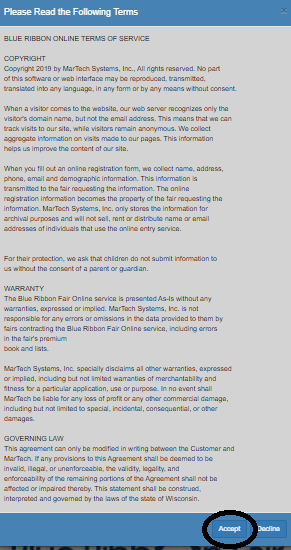 Please Read the Following Terms
BLUE RIBBON ONLINE TERMS OF SERVICE
COPYRIGHT
Copyright 2019 by MarTech Systems, Inc., All rights reserved. No part
of this software or web interface may be reproduced, transmitted,
translated into any language, in any form or by any means without consent.
When a visitor comes to the website, our web server recognizes only the
visitor's domain name, but not the email address. This means that we can
track visits to our site, while visitors remain anonymous. We collect
aggregate information on visits made to our pages. This information
helps us improve the content of our site.
When you fill out an online registration form, we collect name, address,
phone, email and demographic information. This information is
transmitted to the fair requesting the information. The online
registration information becomes the property of the fair requesting the
information. MarTech Systems, Inc. only stores the information for
archival purposes and will not sell, rent or distribute name or email
addresses of individuals that use the online entry service.
For their protection, we ask that children do not submit information to
us without the consent of a parent or guardian.
WARRANTY
The Blue Ribbon Fair Online service is presented As-Is without any
warranties, expressed or implied. MarTech Systems, Inc. is not
responsible for any errors or omissions in the data provided to them by
fairs contracting the Blue Ribbon Fair Online service, including errors
in the fair's premium
book and lists.
MarTech Systems, Inc. specially disclaims all other warranties, expressed
or implied, including but not limited warranties of merchantability and
fitness for a particular application, use or purpose. In no event shall
MarTech be liable for any loss of profit or any other commercial damage,
including but not limited to special, incidental, consequential, or other
damages.
GOVERNING LAW
This agreement can only be modified in writing between the Customer and
MarTech. If any provisions to this Agreement shall be deemed to be
invalid, illegal, or unenforceable, the validity, legality, and
enforceability of the remaining portions of the Agreement shall not be
affected or impaired thereby. This statement shall be construed,
interpreted and governed by the laws of the state of Wisconsin.
Accept Decline